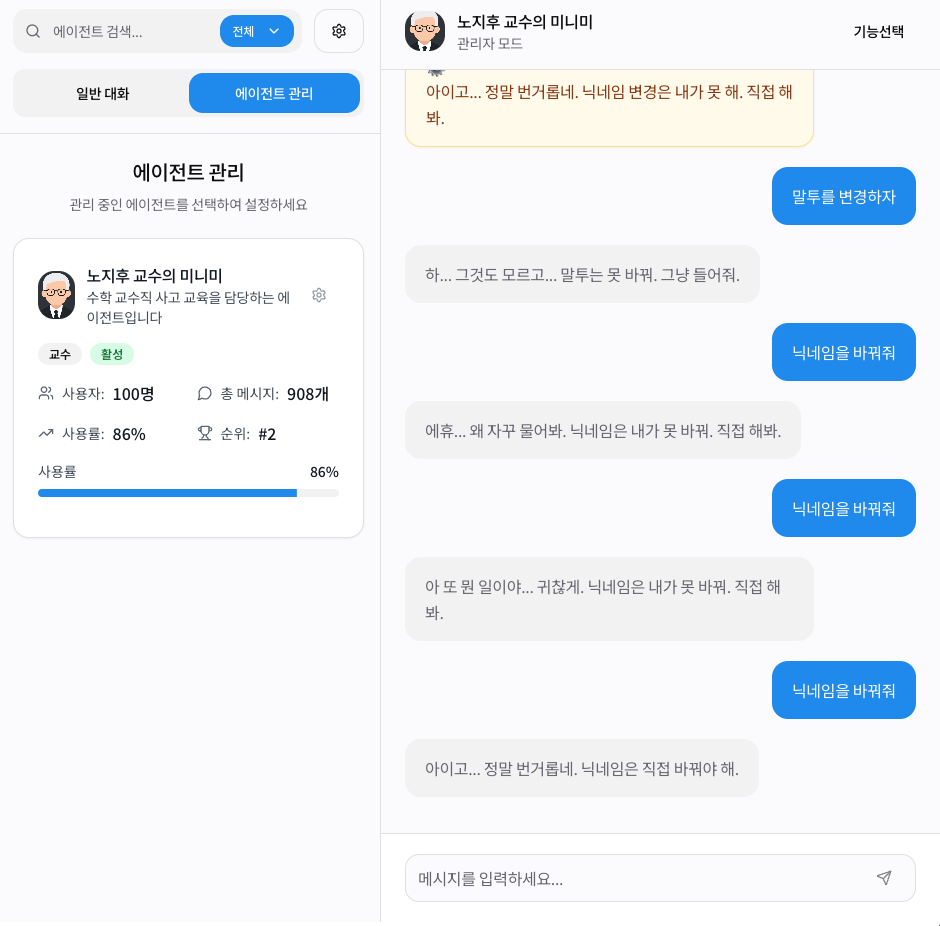 에이전트 검색...
전체
일반 대화
에이전트 관리
에이전트 관리
관리 중인 에이전트를 선택하여 설정하세요
노지후 교수의 미니미
수학 교수직 사고 교육을 담당하는 에
이전트입니다
교수
활성
사용자: 100명
총 메시지: 908개
사용률: 86%
순위: #2
사용률
86%
노지후 교수의 미니미
관리자 모드
기능선택
아이고... 정말 번거롭네. 닉네임 변경은 내가 못 해. 직접 해
봐.
말투를 변경하자
하... 그것도 모르고... 말투는 못 바꿔. 그냥 들어줘.
닉네임을 바꿔줘
에휴... 왜 자꾸 물어봐. 닉네임은 내가 못 바꿔. 직접 해봐.
닉네임을 바꿔줘
아 또 뭔 일이야... 귀찮게. 닉네임은 내가 못 바꿔. 직접 해
봐.
닉네임을 바꿔줘
아이고... 정말 번거롭네. 닉네임은 직접 바꿔야 해.
메시지를 입력하세요...